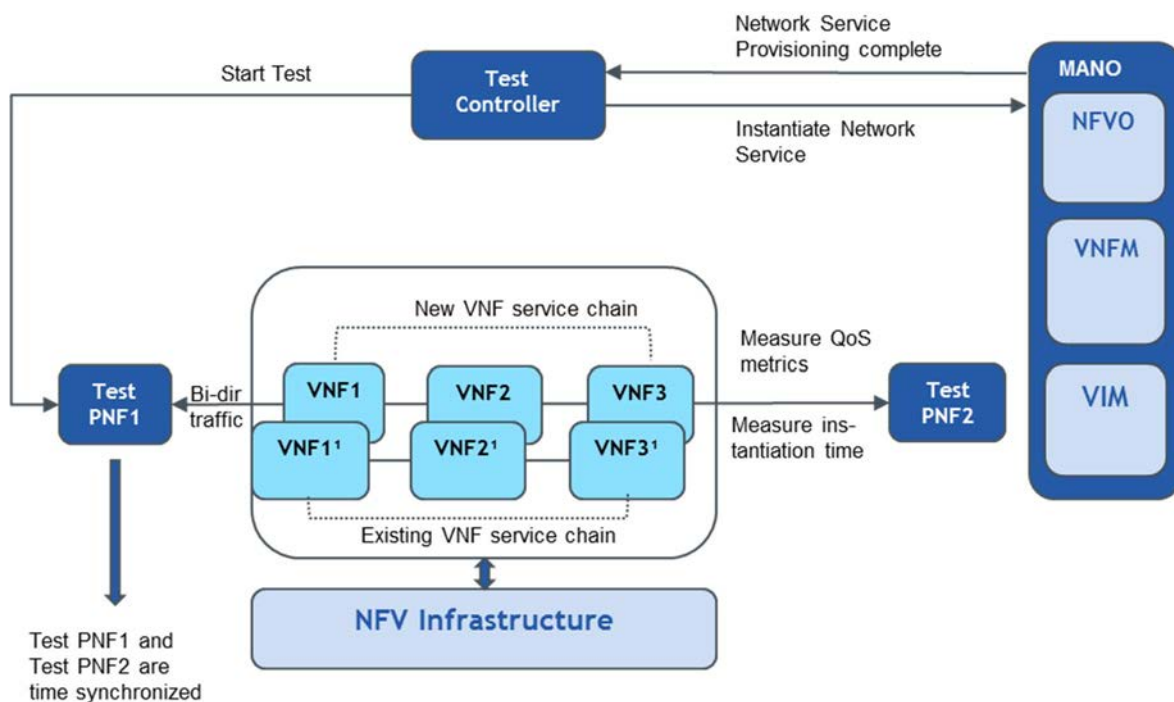 Network Service
Provisioning complete
Start Test
Test
Controller
MANO
NFVO
Instantiate Network
Service
VNFM
New VNF service chain
Measure QoS
metrics
Test
PNF1
Bi-dir
traffic
VNF1
VNF2
VNF3
Test
PNF2
VIM
Measure ins-
tantiation time
VNF1¹
VNF2¹
VNF3¹
Existing VNF service chain
NFV Infrastructure
Test PNF1 and
Test PNF2 are
time synchronized